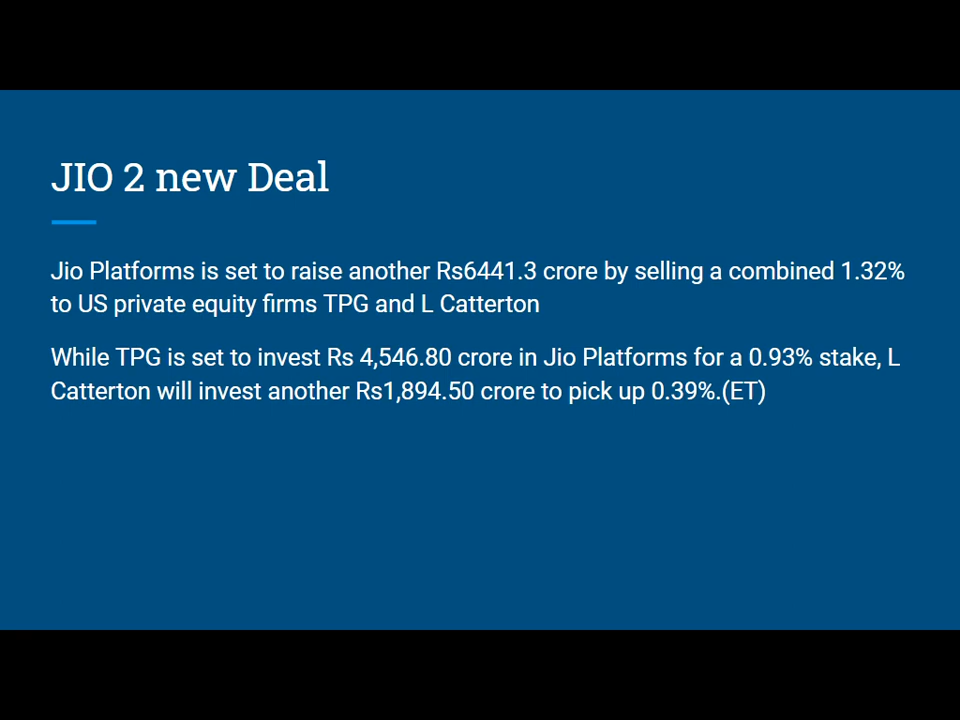 JIO 2 new Deal
Jio Platforms is set to raise another Rs6441.3 crore by selling a combined 1.32%
to US private equity firms TPG and L Catterton
While TPG is set to invest Rs 4,546.80 crore in Jio Platforms for a 0.93% stake, L
Catterton will invest another Rs1,894.50 crore to pick up 0.39%.(ET)